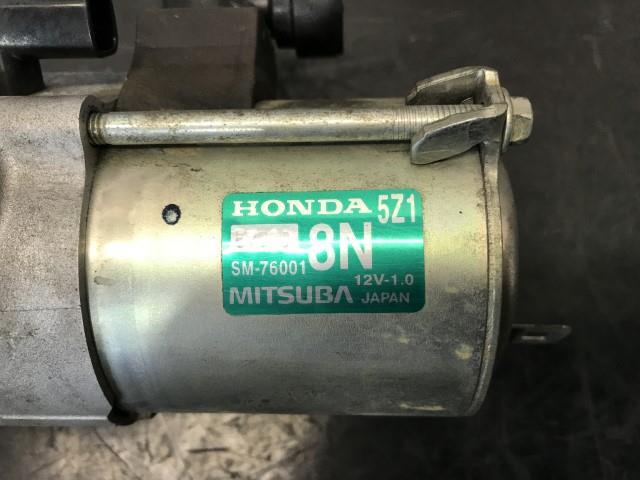 HONDA 5Z1
8N
SM-76001
12V-1.0
MITSUBA JAPAN